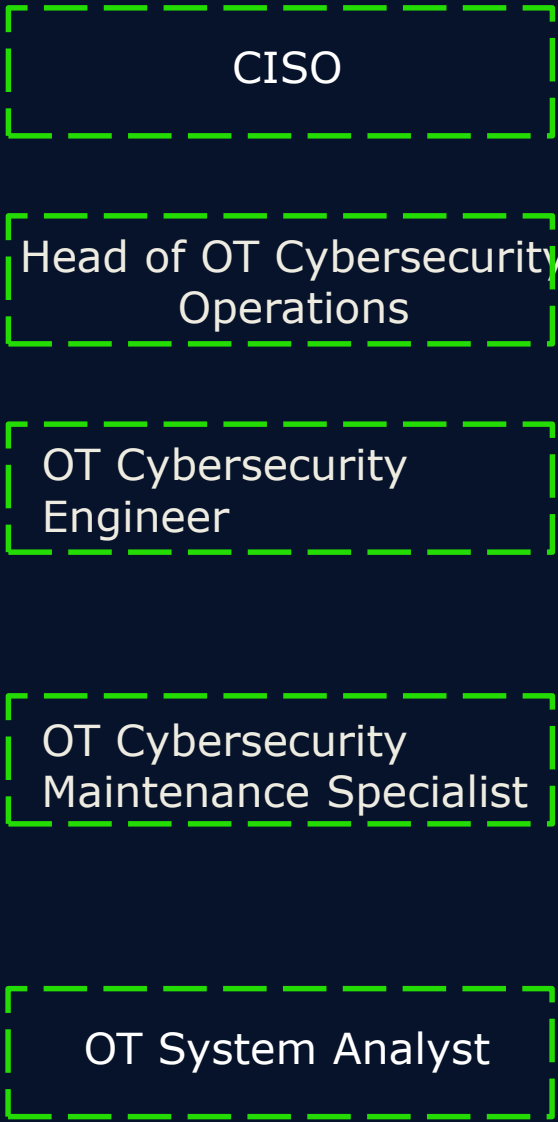 CISO
Head of OT Cybersecurity
Operations
OT Cybersecurity
Engineer
OT Cybersecurity
Maintenance Specialist
OT System Analyst